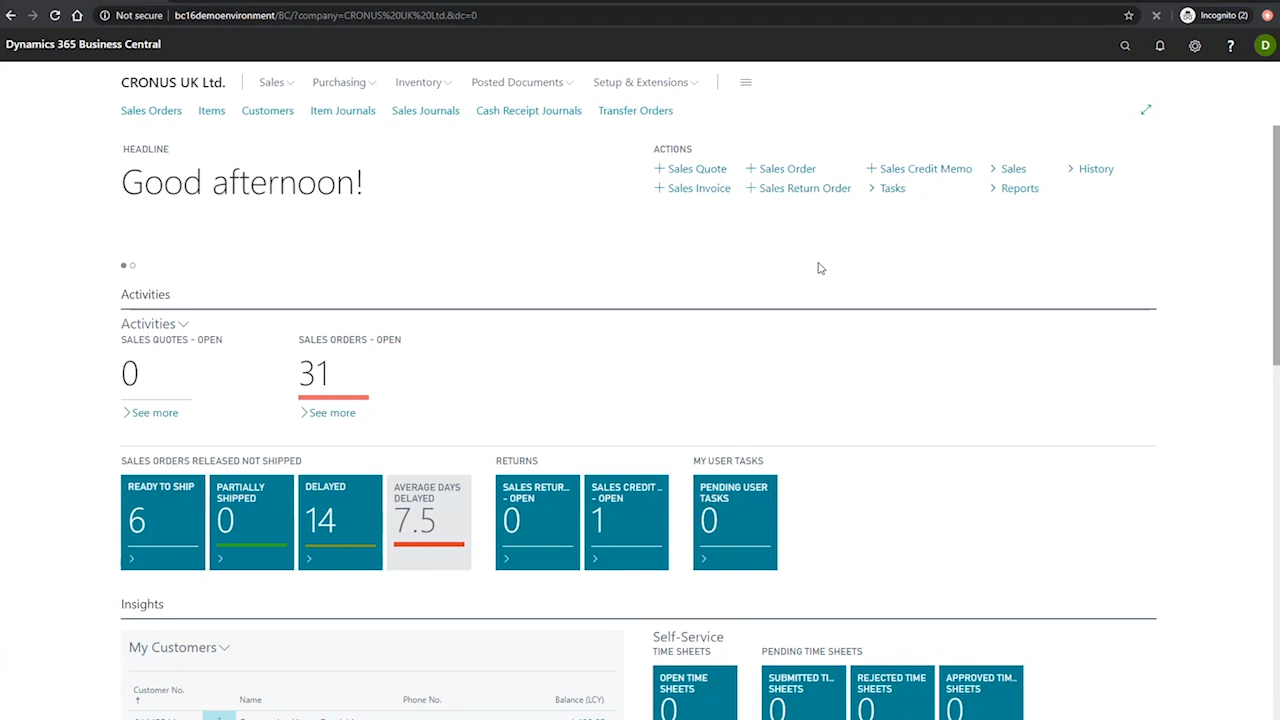 Not secure bc16demoenvironment/BC/?company=CRONUS%20UK%20Ltd.&dc=0 Incognito (2)
Dynamics 365 Business Central ? D
CRONUS UK Ltd. Sales Purchasing Inventory Posted Documents Setup & Extensions
Sales Orders Items Customers Item Journals Sales Journals Cash Receipt Journals Transfer Orders
HEADLINE
Good afternoon!
ACTIONS
+ Sales Quote + Sales Order + Sales Credit Memo > Sales > History
+ Sales Invoice + Sales Return Order > Tasks > Reports
Activities
Activities
SALES QUOTES - OPEN SALES ORDERS - OPEN
0 31
>See more >See more
SALES ORDERS RELEASED NOT SHIPPED RETURNS MY USER TASKS
READY TO SHIP
6
PARTIALLY
SHIPPED
0
DELAYED
14
AVERAGE DAYS
DELAYED
7.5
SALES RETUR...
- OPEN
0
SALES CREDIT ...
- OPEN
1
PENDING USER
TASKS
0
Insights
My Customers
Customer No. Name Phone No. Balance (LCY)
Self-Service
TIME SHEETS PENDING TIME SHEETS
OPEN TIME
SHEETS
0
SUBMITTED TI...
SHEETS
0
REJECTED TIME
SHEETS
0
APPROVED TIM...
SHEETS
0